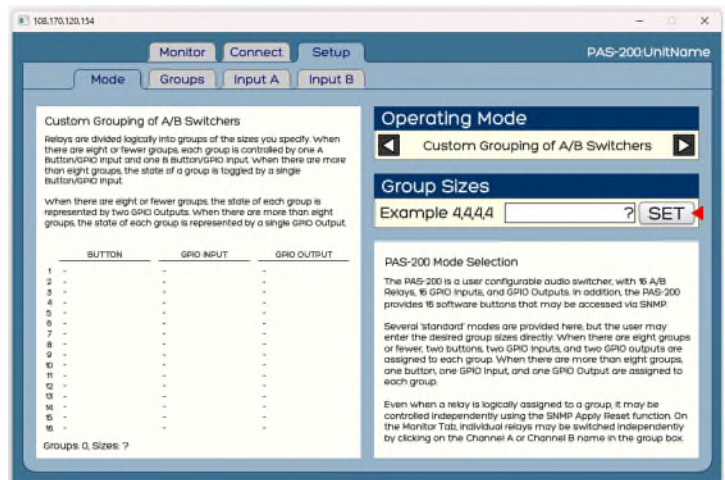 108.170.120.154
Monitor Connect Setup
PAS-200:UnitName
Mode Groups Input A Input B
Custom Grouping of A/B Switchers
Relays are divided logically into groups of the sizes you specify. When
there are eight or fewer groups, each group is controlled by one A
Button/GPIO Input and one B Button/GPIO Input. When there are more
than eight groups, the state of a group is toggled by a single
Button/GPIO Input.
When there are eight or fewer groups, the state of each group is
represented by two GPIO Outputs. When there are more than eight
groups, the state of each group is represented by a single GPIO Output.
BUTTON GPIO INPUT GPIO OUTPUT
1 - - -
2 - - -
3 - - -
4 - - -
5 - - -
6 - - -
7 - - -
8 - - -
9 - - -
10 - - -
11 - - -
12 - - -
13 - - -
14 - - -
15 - - -
16 - - -
Groups: 0, Sizes: ?
Operating Mode
Custom Grouping of A/B Switchers
Group Sizes
Example 4,4,4,4 ? SET
PAS-200 Mode Selection
The PAS-200 is a user configurable audio switcher, with 16 A/B
Relays, 16 GPIO Inputs, and GPIO Outputs. In addition, the PAS-200
provides 16 software buttons that may be accessed via SNMP.
Several 'standard' modes are provided here, but the user may
enter the desired group sizes directly. When there are eight groups
or fewer, two buttons, two GPIO Inputs, and two GPIO outputs are
assigned to each group. When there are more than eight groups,
one button, one GPIO Input, and one GPIO Output are assigned to
each group.
Even when a relay is logically assigned to a group, it may be
controlled independently using the SNMP Apply Reset function. On
the Monitor Tab, individual relays may be switched independently
by clicking on the Channel A or Channel B name in the group box.